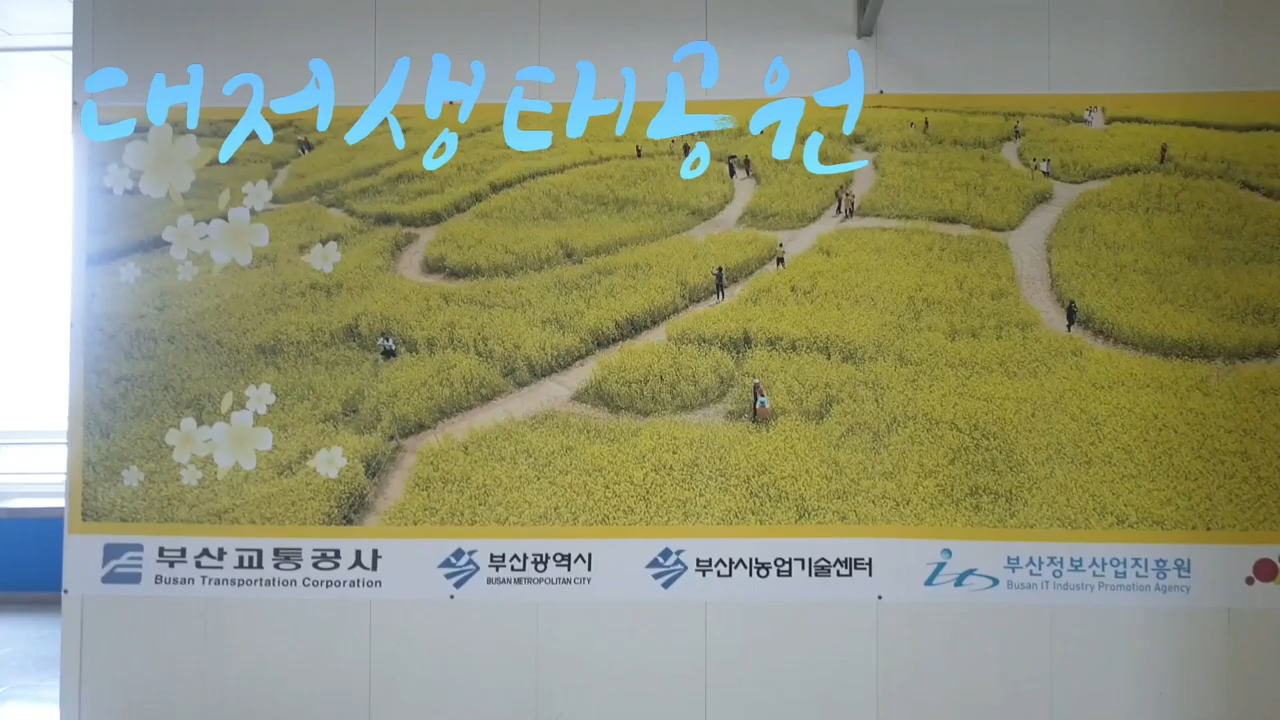 대저생태공원
부산교통공사
Busan Transportation Corporation
부산광역시
BUSAN METROPOLITAN CITY
부산시농업기술센터
부산정보산업진흥원
Busan IT Industry Promotion Agency